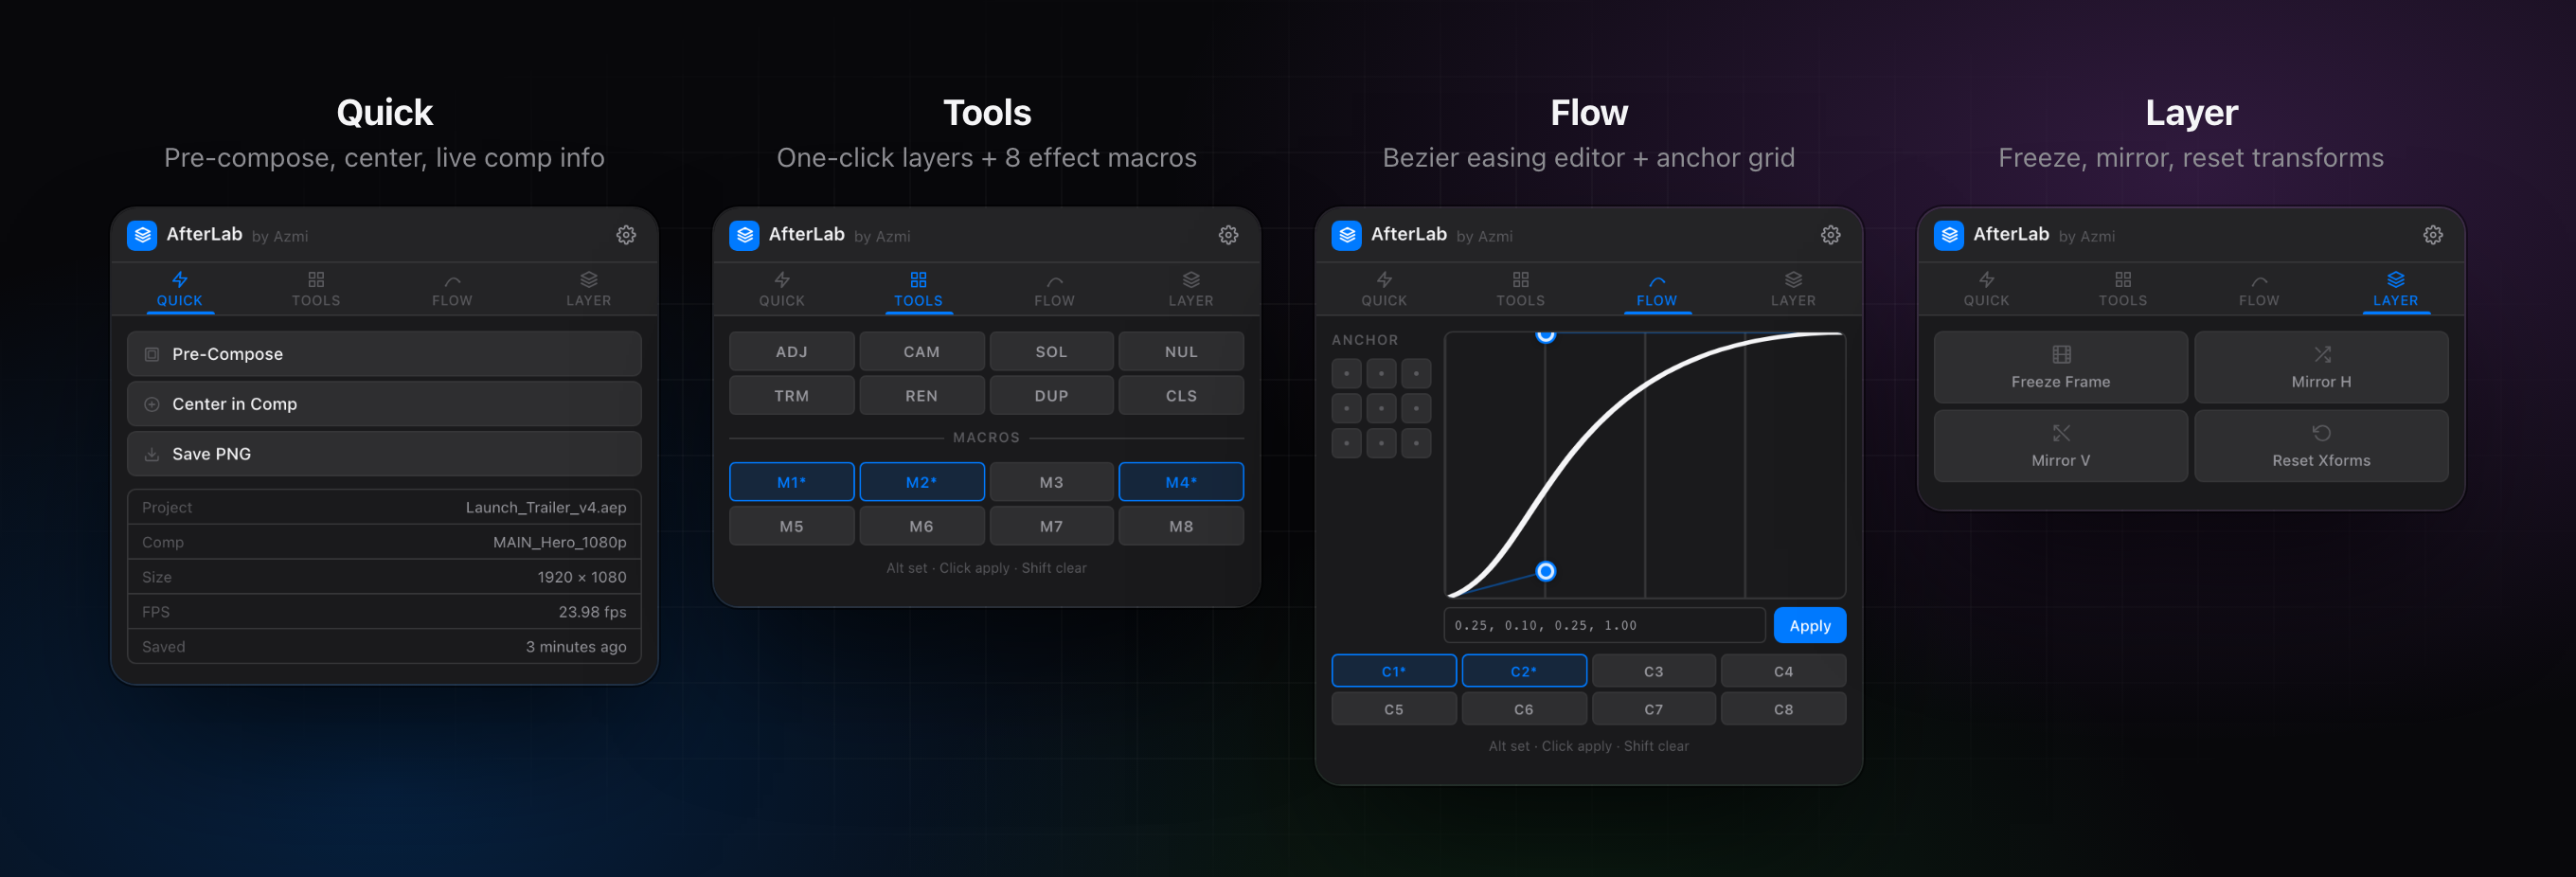 Quick
Pre-compose, center, live comp info
AfterLab by Azmi
QUICK TOOLS FLOW LAYER
Pre-Compose
Center in Comp
Save PNG
Project Launch_Trailer_v4.aep
Comp MAIN_Hero_1080p
Size 1920 × 1080
FPS 23.98 fps
Saved 3 minutes ago
Tools
One-click layers + 8 effect macros
AfterLab by Azmi
QUICK TOOLS FLOW LAYER
ADJ CAM SOL NUL
TRM REN DUP CLS
MACROS
M1* M2* M3 M4*
M5 M6 M7 M8
Alt set · Click apply · Shift clear
Flow
Bezier easing editor + anchor grid
AfterLab by Azmi
QUICK TOOLS FLOW LAYER
ANCHOR
0.25, 0.10, 0.25, 1.00 Apply
C1* C2* C3 C4
C5 C6 C7 C8
Alt set · Click apply · Shift clear
Layer
Freeze, mirror, reset transforms
AfterLab by Azmi
QUICK TOOLS FLOW LAYER
Freeze Frame Mirror H
Mirror V Reset Xforms